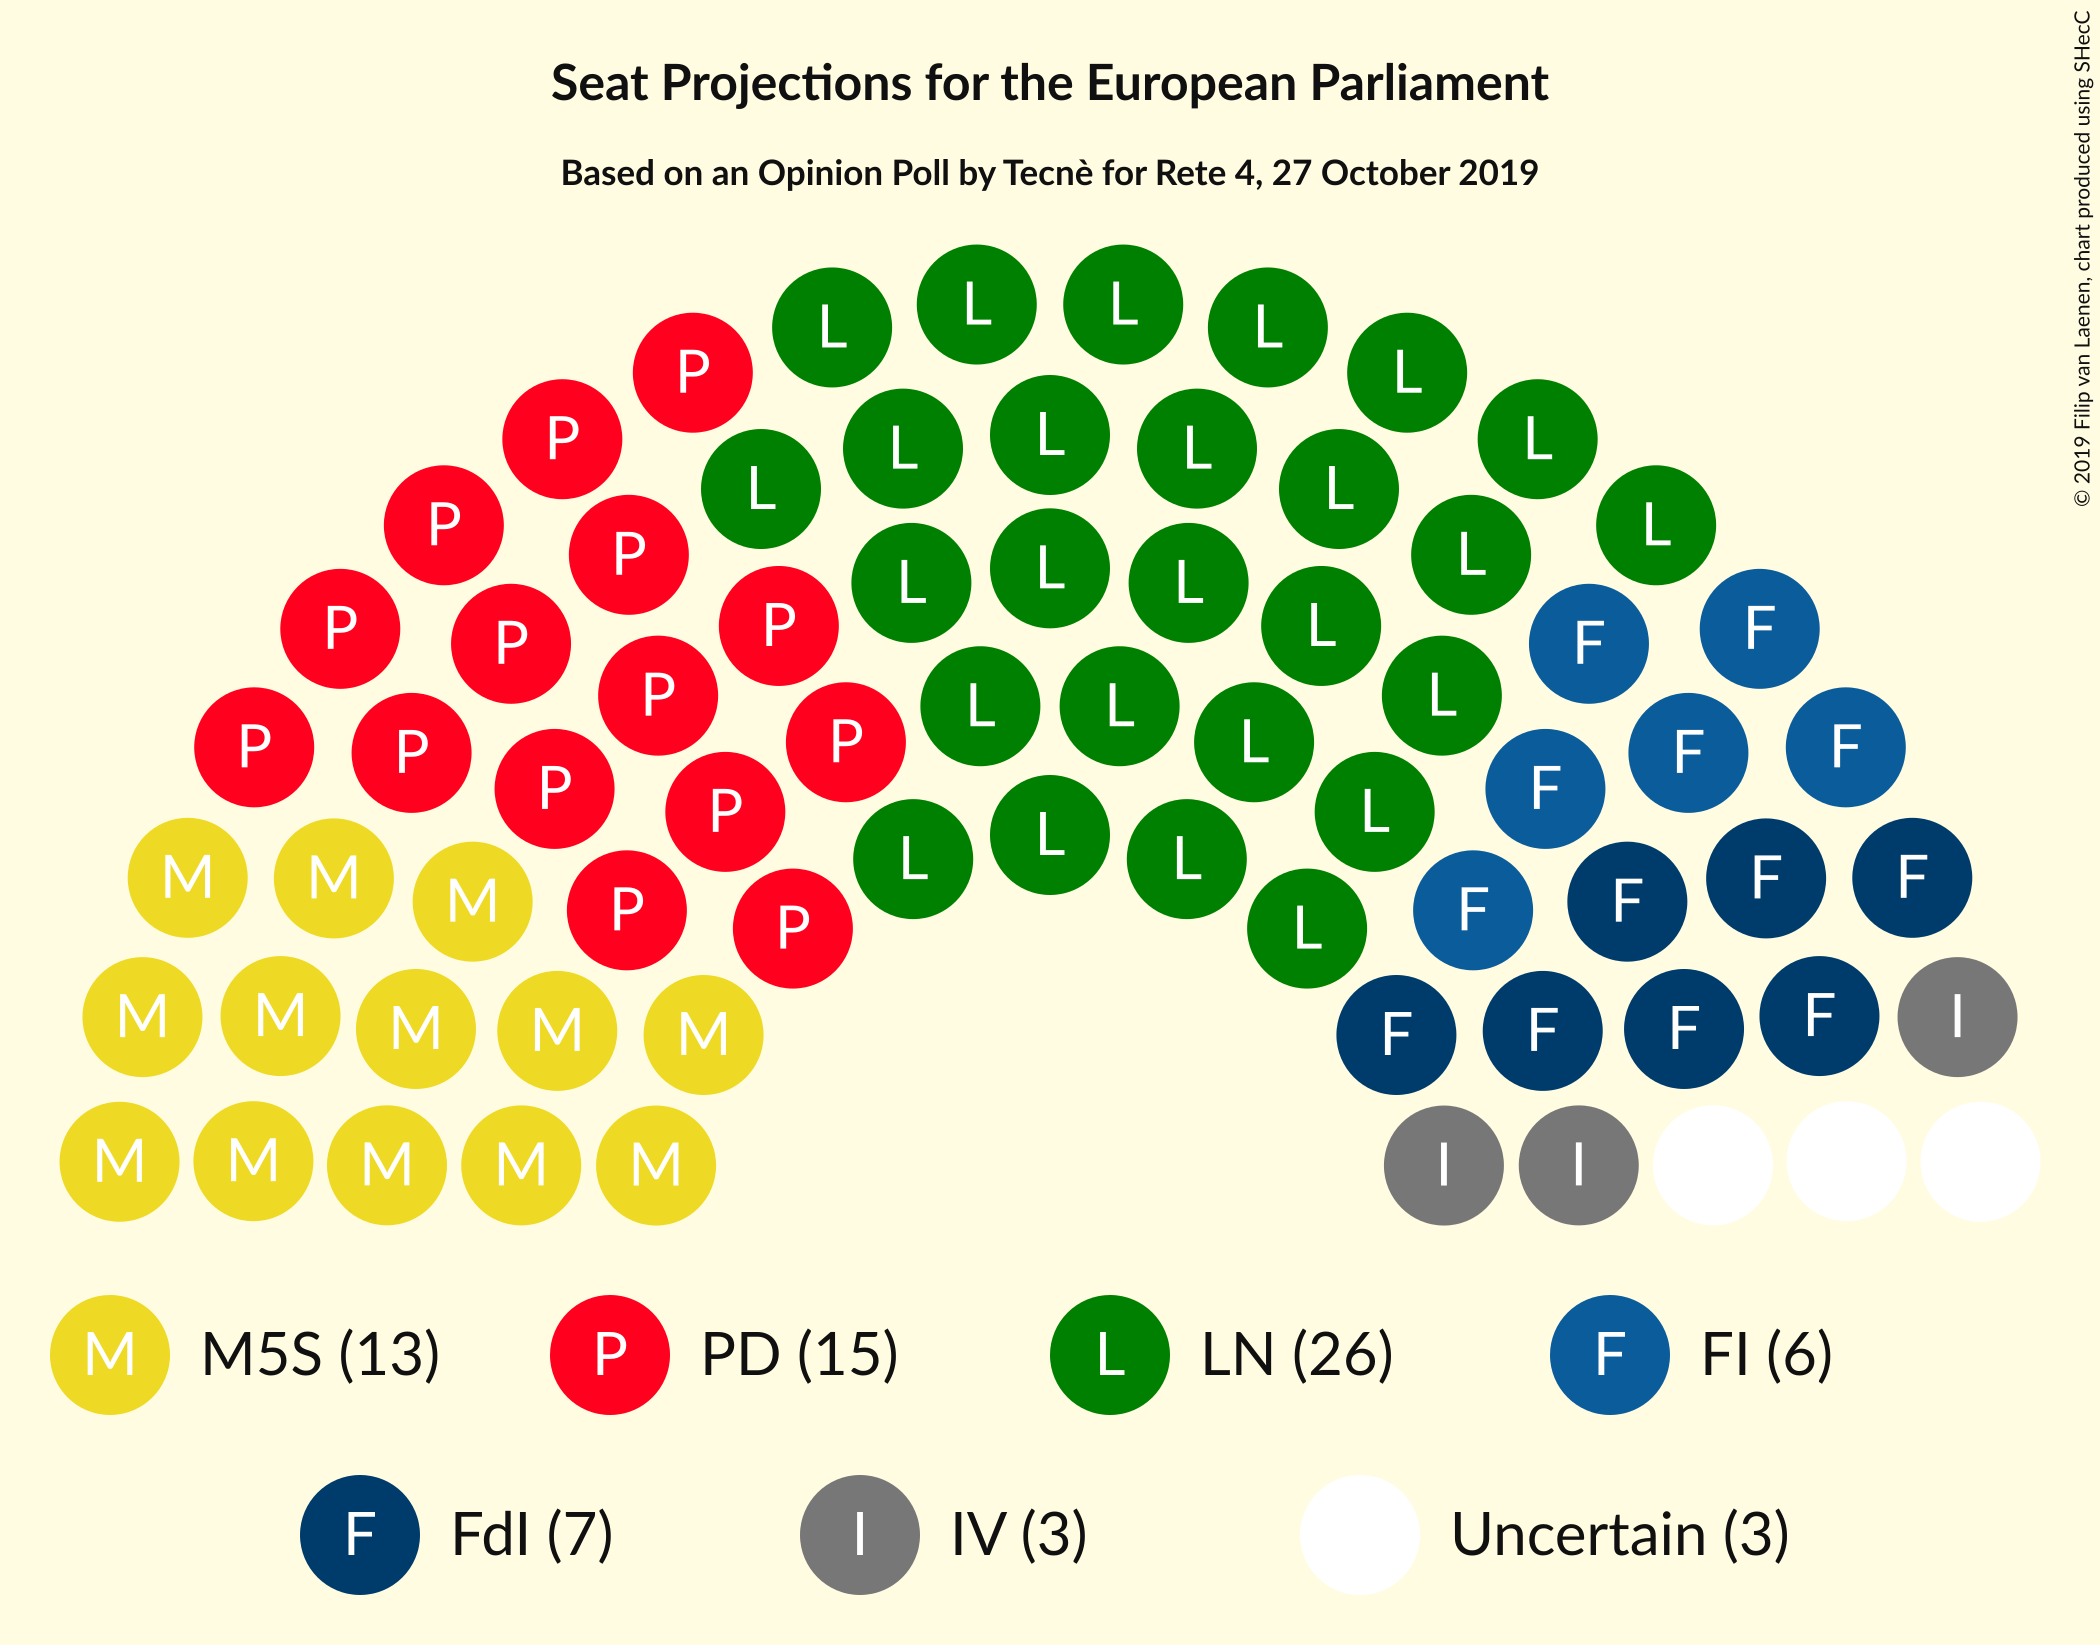 Seat Projections for the European Parliament
Based on an Opinion Poll by Tecnè for Rete 4, 27 October 2019
© 2019 Filip van Laenen, chart produced using SHecC
L L L L
P L
P L L L L
L L
P P L L L
L L L
P P P L F F
P P L
P P P L L L L F F F
P P L F
M M M P P L L L L F F F F
M M M M M F F F F I
M M M M M I I
M M5S (13) P PD (15) L LN (26) F FI (6)
F FdI (7) I IV (3) Uncertain (3)